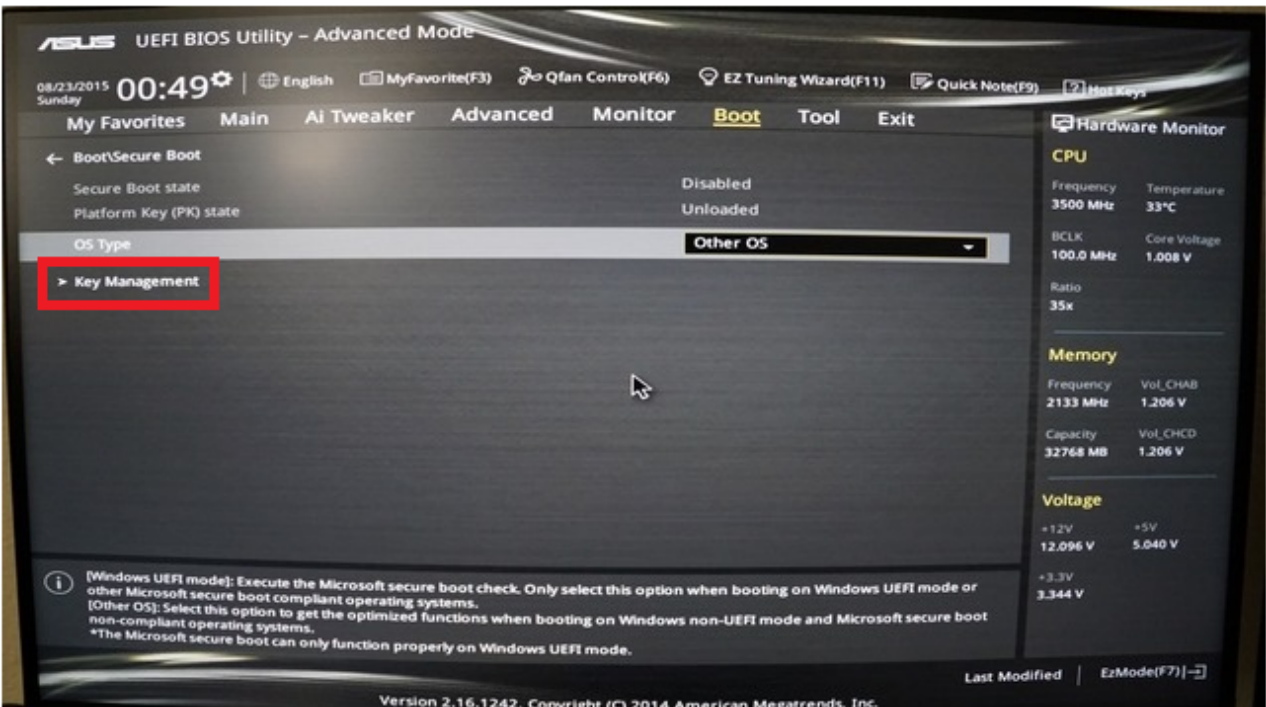 ASUS UEFI BIOS Utility – Advanced Mode
08/23/2015 Sunday 00:49 English MyFavorite(F3) Qfan Control(F6) EZ Tuning Wizard(F11) Quick Note(F9) Hot Keys
My Favorites Main Ai Tweaker Advanced Monitor Boot Tool Exit
Boot\Secure Boot
Secure Boot state Disabled
Platform Key (PK) state Unloaded
OS Type Other OS
> Key Management
[Windows UEFI mode]: Execute the Microsoft secure boot check. Only select this option when booting on Windows UEFI mode or
other Microsoft secure boot compliant operating systems.
[Other OS]: Select this option to get the optimized functions when booting on Windows non-UEFI mode and Microsoft secure boot
non-compliant operating systems.
*The Microsoft secure boot can only function properly on Windows UEFI mode.
Hardware Monitor
CPU
Frequency Temperature
3500 MHz 33°C
BCLK Core Voltage
100.0 MHz 1.008 V
Ratio
35x
Memory
Frequency Vol_CHAB
2133 MHz 1.206 V
Capacity Vol_CHCD
32768 MB 1.206 V
Voltage
+12V +5V
12.096 V 5.040 V
+3.3V
3.344 V
Last Modified EzMode(F7)
Version 2.16.1242. Copyright (C) 2014 American Megatrends, Inc.